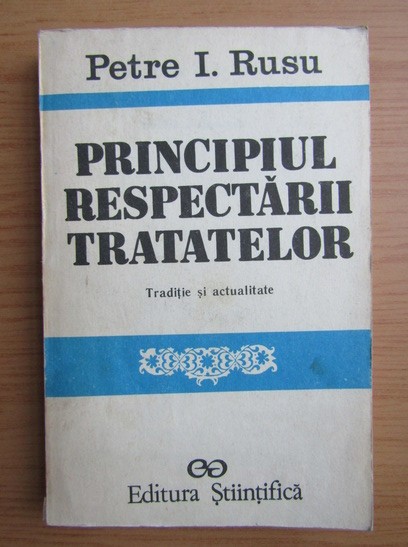 Petre I. Rusu
PRINCIPIUL
RESPECTĂRII
TRATATELOR
Tradiție și actualitate
Editura Științifică